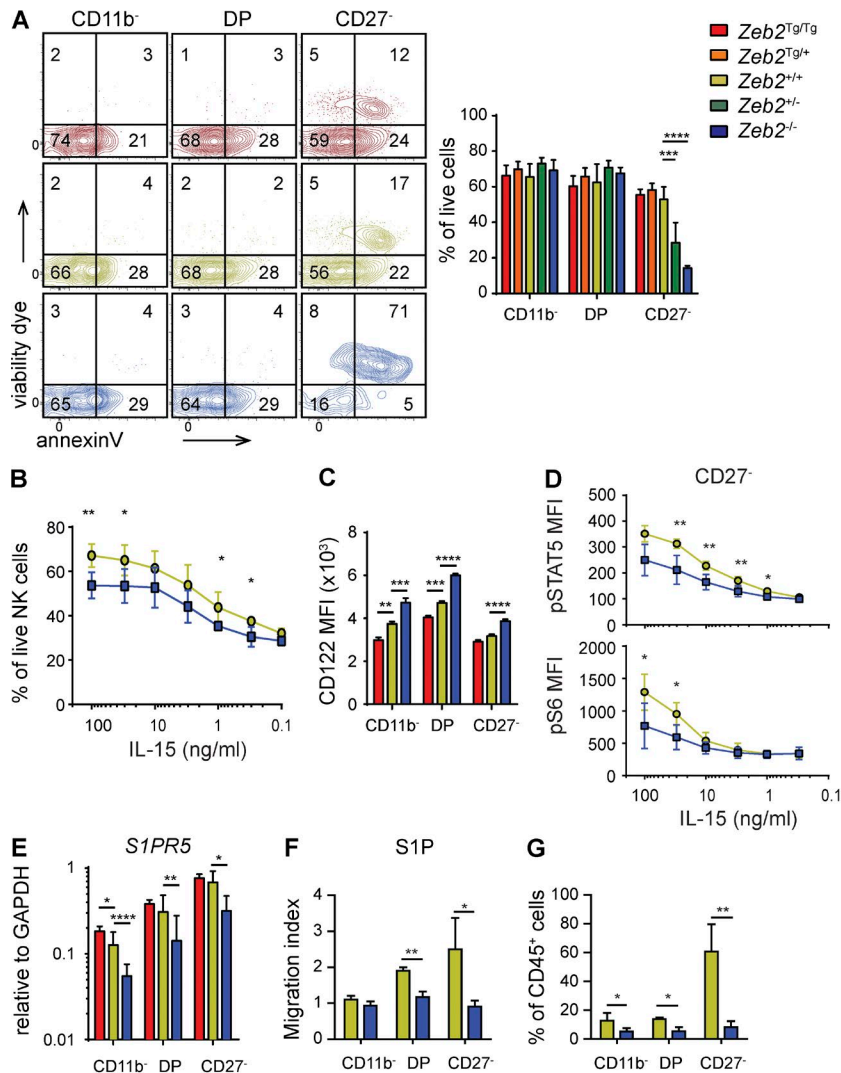 A
CD11b- DP CD27-
2 3 1 3 5 12
0 74 21 68 28 59 24
2 4 2 2 5 17
0 66 28 68 28 56 22
3 4 3 4 8 71
0 65 29 64 29 16 5
0 0 0
viability dye
annexinV
Zeb2Tg/Tg
Zeb2Tg/+
Zeb2+/+
Zeb2+/-
Zeb2-/-
% of live cells
100
80
60
40
20
0
****
***
CD11b- DP CD27-
B
% of live NK cells
80
60
40
20
0
** * * *
100 10 1 0.1
IL-15 (ng/ml)
C
CD122 MFI (x10³)
8
6
4
2
0
** *** *** **** ****
CD11b- DP CD27-
D
CD27-
pSTAT5 MFI
500
400
300
200
100
0
** ** ** *
pS6 MFI
2000
1500
1000
500
0
* *
100 10 1 0.1
IL-15 (ng/ml)
E
S1PR5
relative to GAPDH
1
0.1
0.01
* **** ** *
CD11b- DP CD27-
F
S1P
Migration index
4
3
2
1
0
** *
CD11b- DP CD27-
G
% of CD45+ cells
100
80
60
40
20
0
* * **
CD11b- DP CD27-